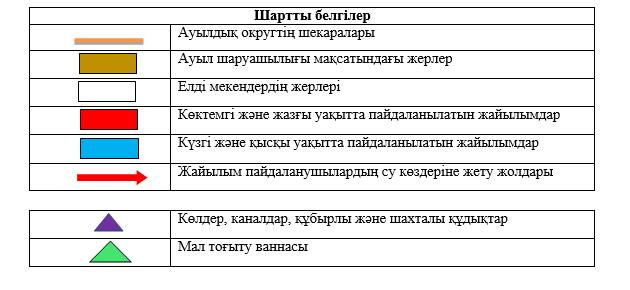 Шартты белгілер
Ауылдық округтің шекаралары
Ауыл шаруашылығы мақсатындағы жерлер
Елді мекендердің жерлері
Көктемгі және жазғы уақытта пайдаланылатын жайылымдар
Күзгі және қысқы уақытта пайдаланылатын жайылымдар
Жайылым пайдаланушылардың су көздеріне жету жолдары
Көлдер, каналдар, құбырлы және шахталы құдықтар
Мал тоғыту ваннасы